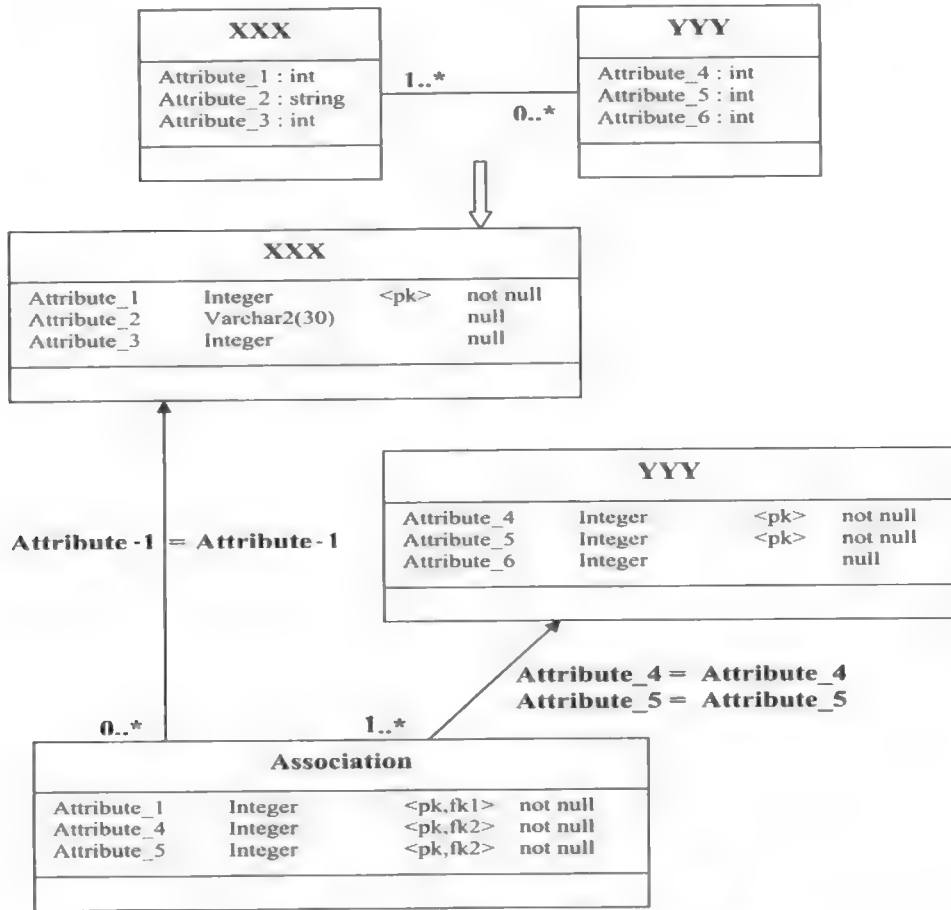 XXX
Attribute_1 : int
Attribute_2 : string
Attribute_3 : int
1..*
0..*
YYY
Attribute_4 : int
Attribute_5 : int
Attribute_6 : int
XXX
Attribute_1 Integer <pk> not null
Attribute_2 Varchar2(30) null
Attribute_3 Integer null
Attribute-1 = Attribute-1
YYY
Attribute_4 Integer <pk> not null
Attribute_5 Integer <pk> not null
Attribute_6 Integer null
Attribute_4 = Attribute_4
Attribute_5 = Attribute_5
0..*
1..*
Association
Attribute_1 Integer <pk,fk1> not null
Attribute_4 Integer <pk,fk2> not null
Attribute_5 Integer <pk,fk2> not null